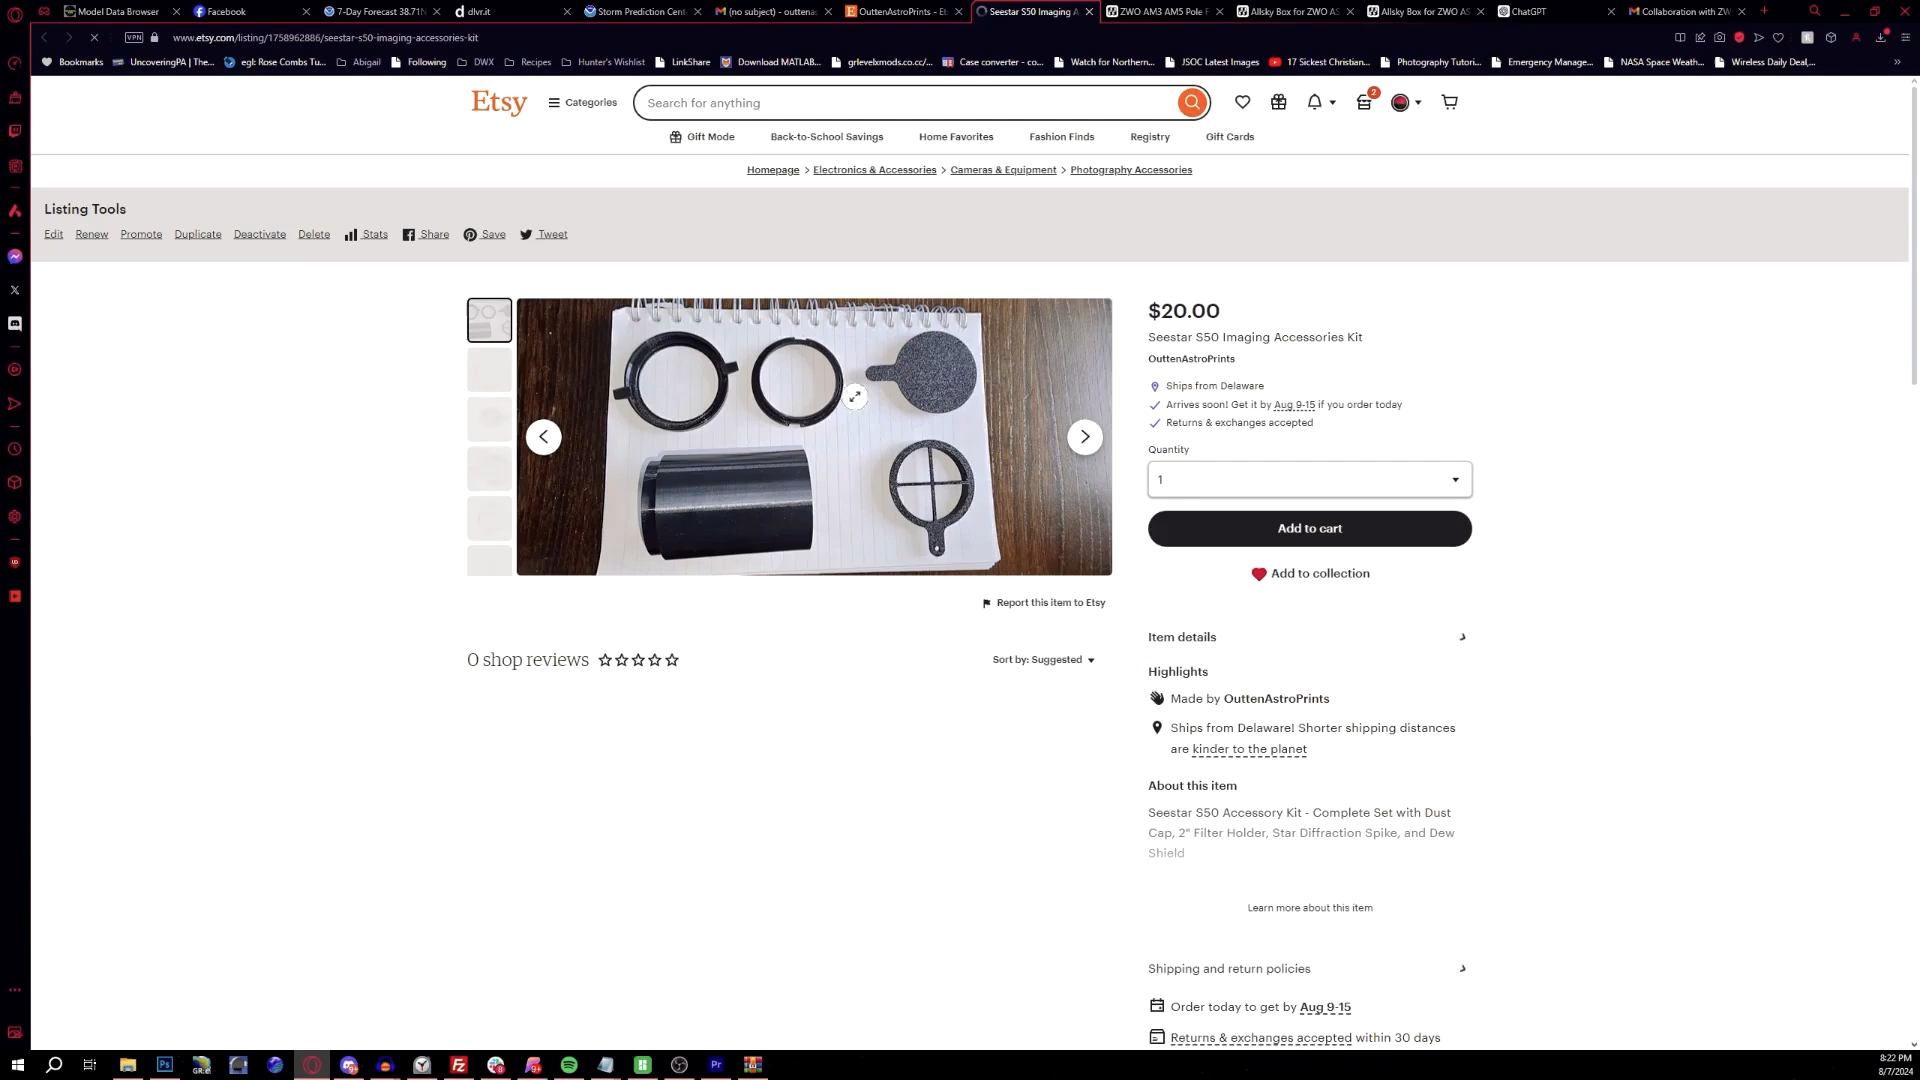 Model Data Browser
Facebook
7-Day Forecast 38.71N
dlvr.it
Storm Prediction Cent
(no subject) - outtena
OuttenAstroPrints - Et
Seestar S50 Imaging A
ZWO AM3 AM5 Pole F
Allsky Box for ZWO AS
Allsky Box for ZWO AS
ChatGPT
Collaboration with ZW
VPN
www.etsy.com/listing/1758962886/seestar-s50-imaging-accessories-kit
Bookmarks
UncoveringPA | The...
egl: Rose Combs Tu...
Abigail
Following
DWX
Recipes
Hunter's Wishlist
LinkShare
Download MATLAB...
grlevelxmods.co.cc/...
Case converter - co...
Watch for Northern...
JSOC Latest Images
17 Sickest Christian...
Photography Tutori...
Emergency Manage...
NASA Space Weath...
Wireless Daily Deal,...
Etsy
Categories
Search for anything
2
Gift Mode
Back-to-School Savings
Home Favorites
Fashion Finds
Registry
Gift Cards
Homepage > Electronics & Accessories > Cameras & Equipment > Photography Accessories
Listing Tools
Edit Renew Promote Duplicate Deactivate Delete Stats Share Save Tweet
$20.00
Seestar S50 Imaging Accessories Kit
OuttenAstroPrints
Ships from Delaware
Arrives soon! Get it by Aug 9-15 if you order today
Returns & exchanges accepted
Quantity
1
Add to cart
Add to collection
Report this item to Etsy
0 shop reviews
Sort by: Suggested
Item details
Highlights
Made by OuttenAstroPrints
Ships from Delaware! Shorter shipping distances
are kinder to the planet
About this item
Seestar S50 Accessory Kit - Complete Set with Dust
Cap, 2" Filter Holder, Star Diffraction Spike, and Dew
Shield
Learn more about this item
Shipping and return policies
Order today to get by Aug 9-15
Returns & exchanges accepted within 30 days
8:22 PM
8/7/2024